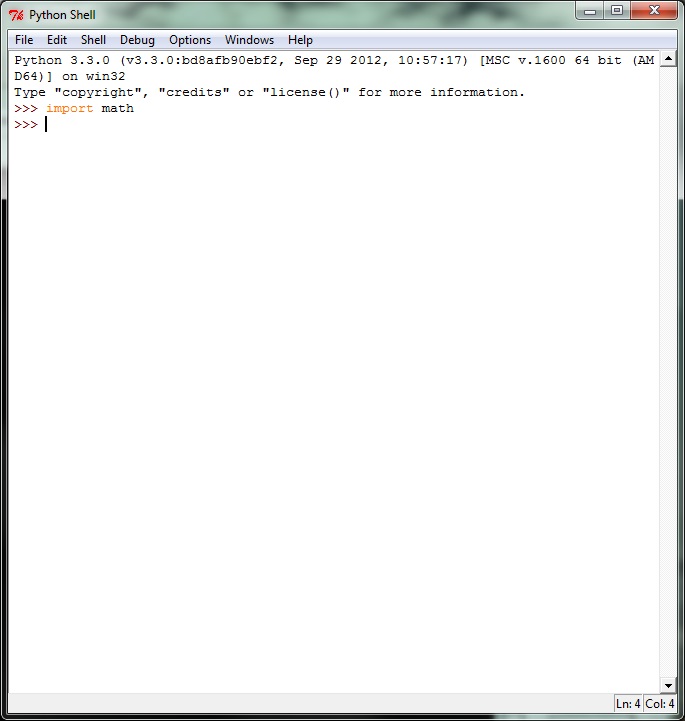 Python Shell
File Edit Shell Debug Options Windows Help
Python 3.3.0 (v3.3.0:bd8afb90ebf2, Sep 29 2012, 10:57:17) [MSC v.1600 64 bit (AM
D64)] on win32
Type "copyright", "credits" or "license()" for more information.
>>> import math
>>>
Ln: 4 Col: 4